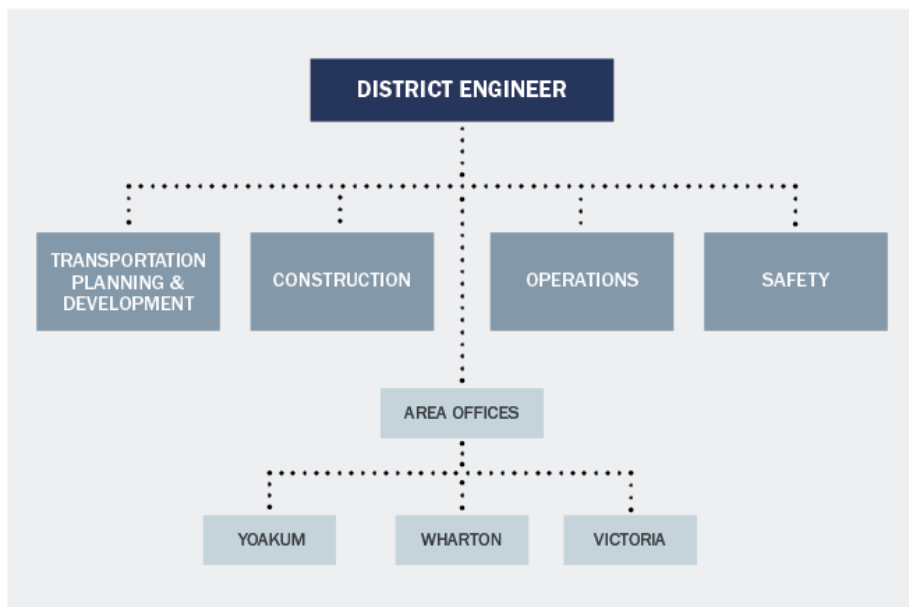 DISTRICT ENGINEER
TRANSPORTATION
PLANNING &
DEVELOPMENT
CONSTRUCTION
OPERATIONS
SAFETY
AREA OFFICES
YOAKUM
WHARTON
VICTORIA